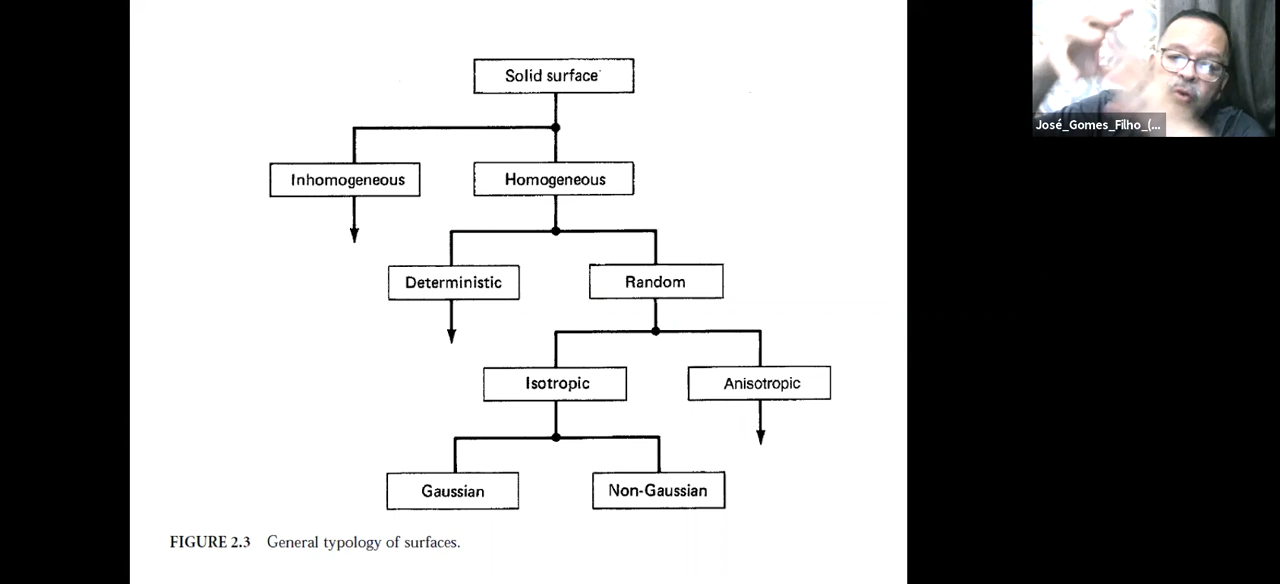 Solid surface
José_Gomes_Filho_(...
Inhomogeneous
Homogeneous
Deterministic
Random
Isotropic
Anisotropic
Gaussian
Non-Gaussian
FIGURE 2.3 General typology of surfaces.